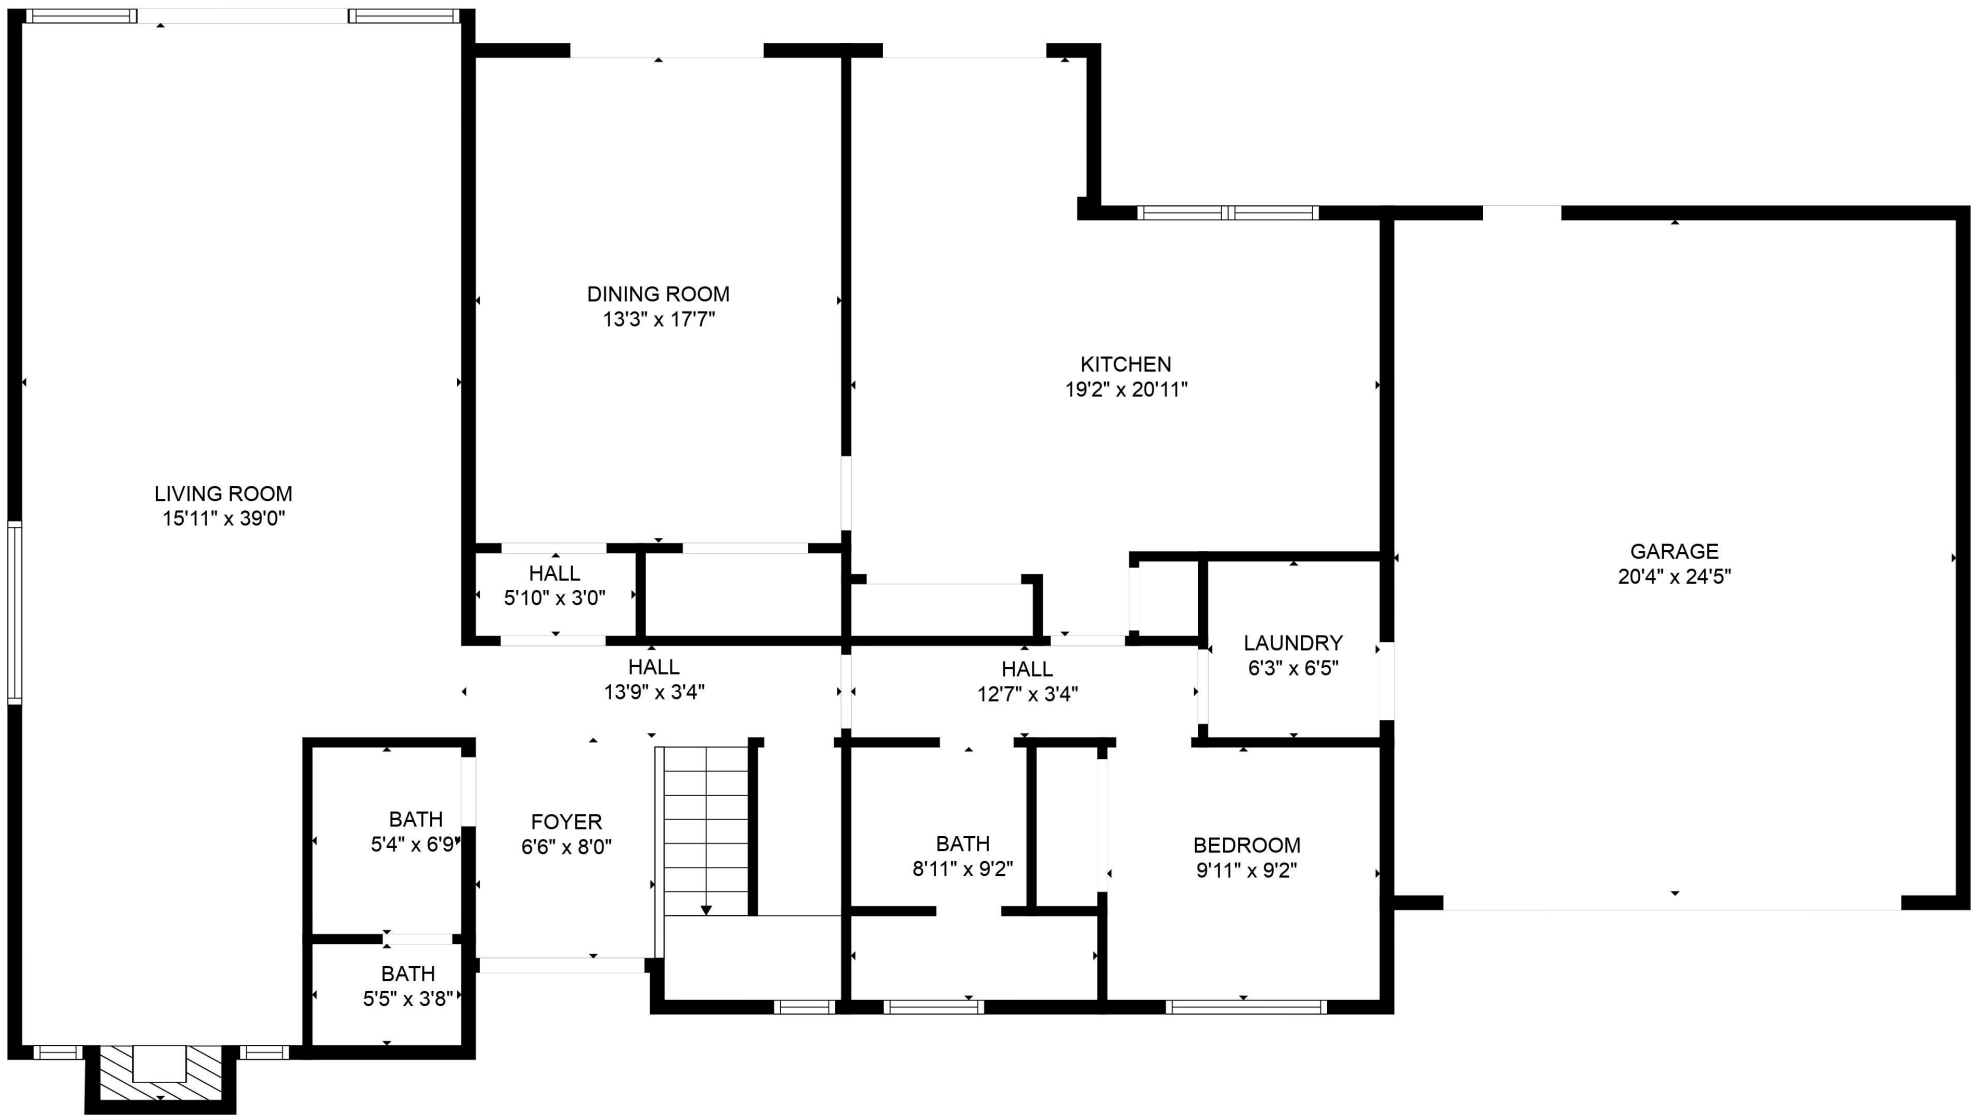 DINING ROOM
13'3" x 17'7"
KITCHEN
19'2" x 20'11"
LIVING ROOM
15'11" x 39'0"
GARAGE
20'4" x 24'5"
HALL
5'10" x 3'0"
HALL
13'9" x 3'4"
HALL
12'7" x 3'4"
LAUNDRY
6'3" x 6'5"
BATH
5'4" x 6'9"
FOYER
6'6" x 8'0"
BATH
8'11" x 9'2"
BEDROOM
9'11" x 9'2"
BATH
5'5" x 3'8"